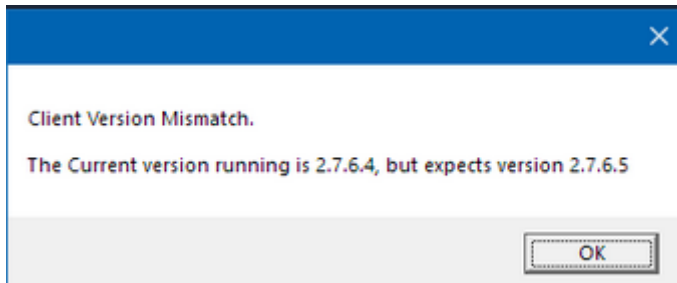 Client Version Mismatch.
The Current version running is 2.7.6.4, but expects version 2.7.6.5
OK